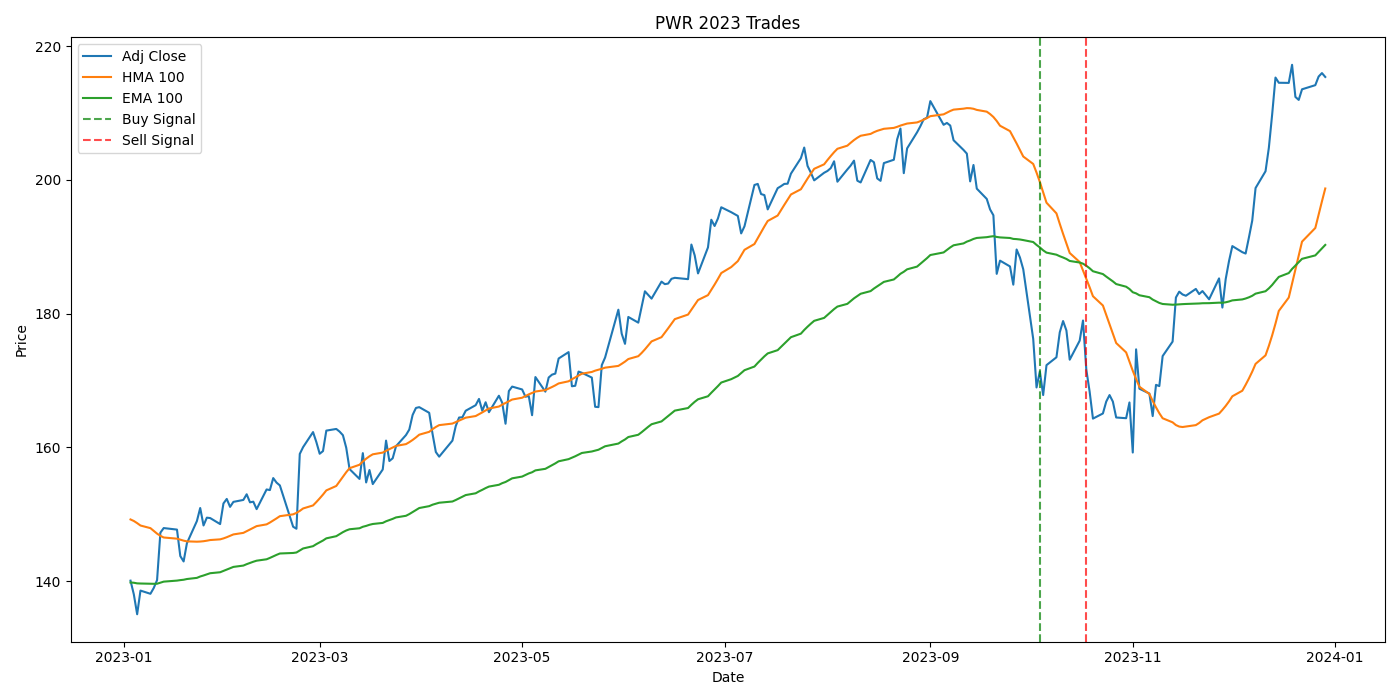 PWR 2023 Trades
Adj Close
HMA 100
EMA 100
Buy Signal
Sell Signal
220
200
180
160
140
Price
2023-01
2023-03
2023-05
2023-07
2023-09
2023-11
2024-01
Date